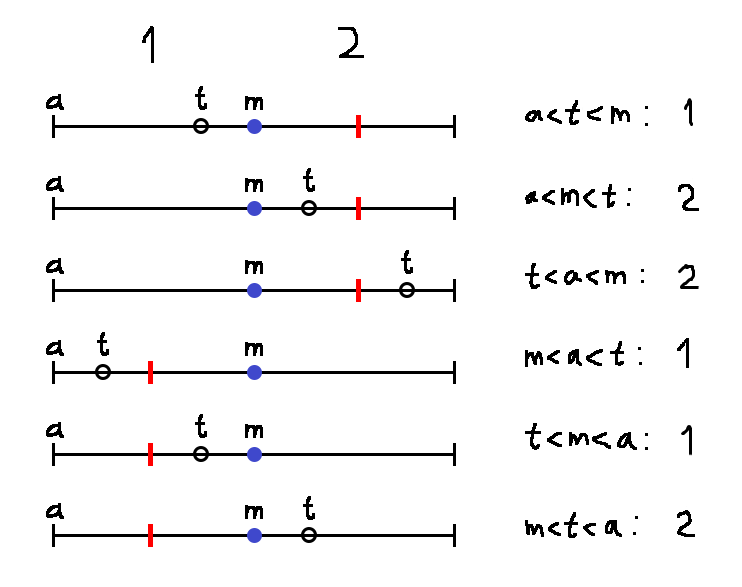 1 2
a t m a<t<m: 1
a m t a<m<t: 2
a m t t<a<m: 2
a t m m<a<t: 1
a t m t<m<a: 1
a m t m<t<a: 2